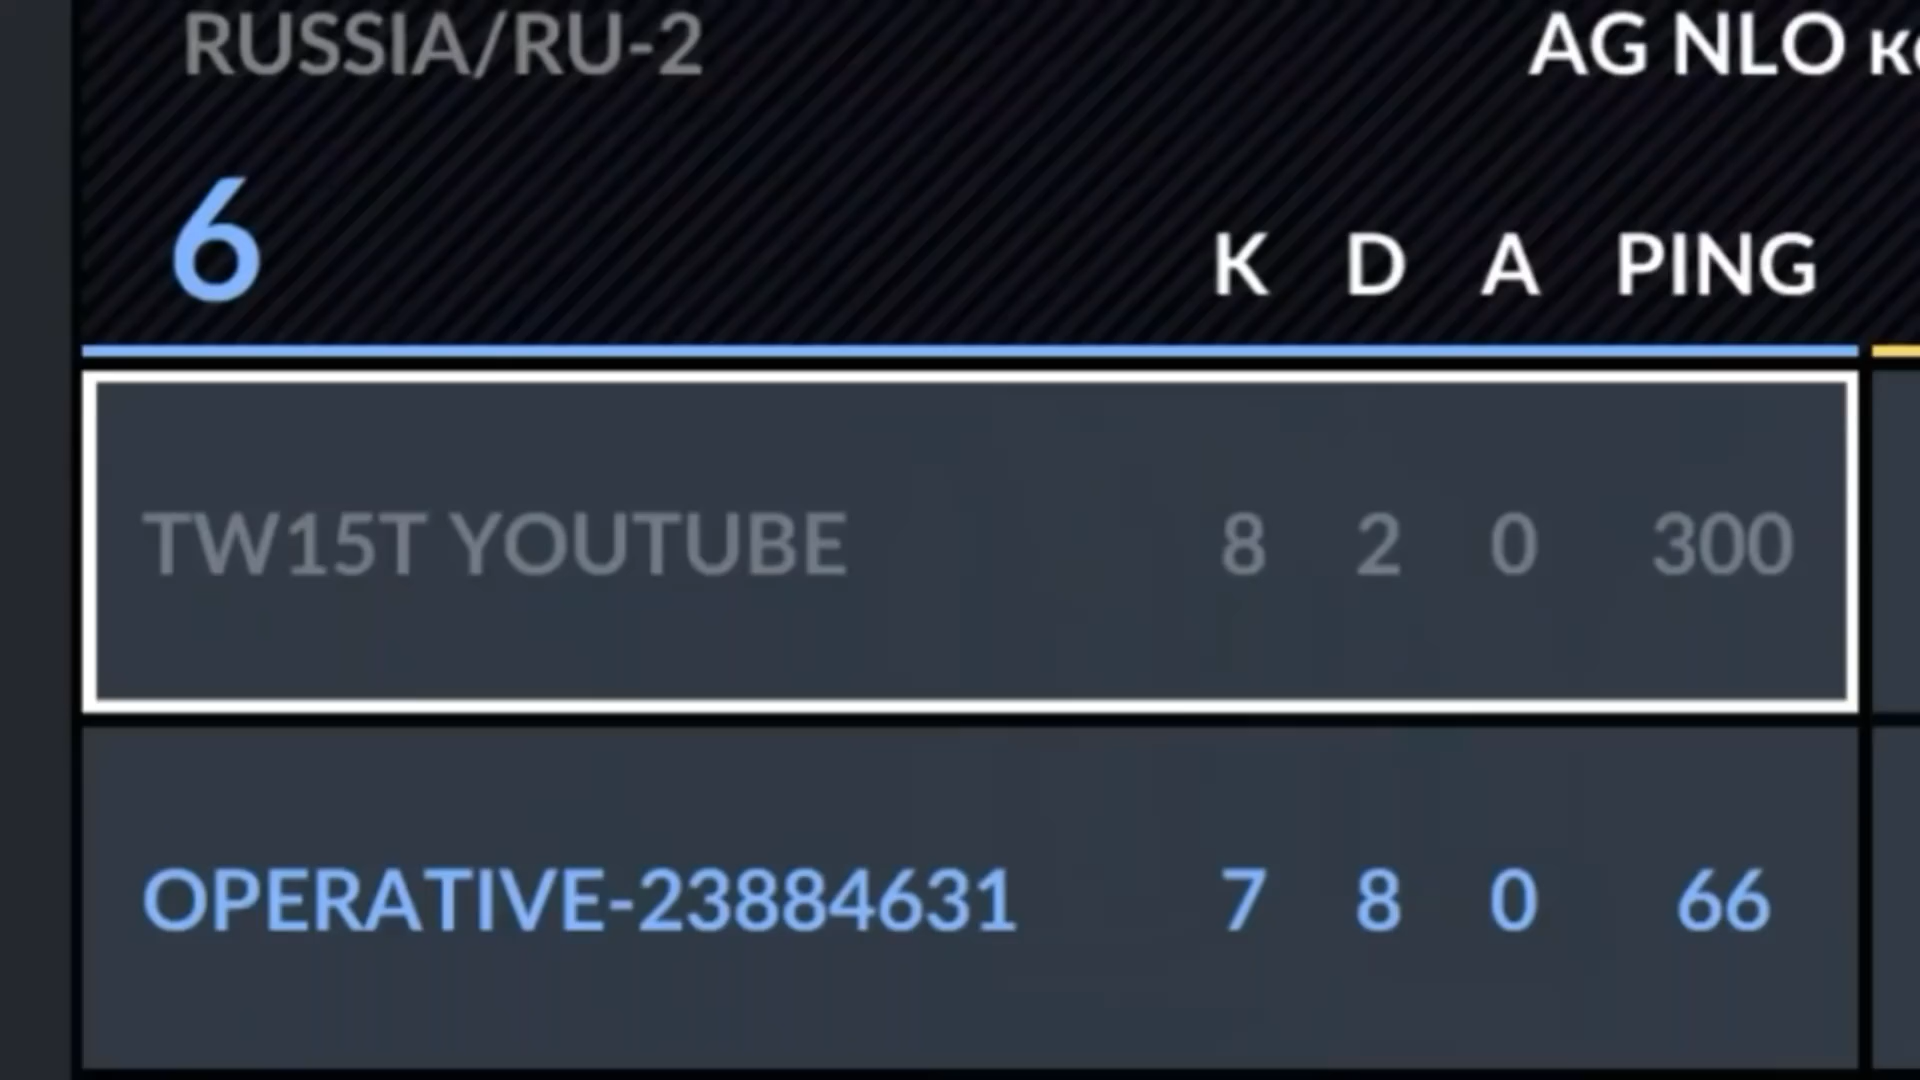 RUSSIA/RU-2 AG NLO
6 K D A PING
TW15T YOUTUBE 8 2 0 300
OPERATIVE-23884631 7 8 0 66